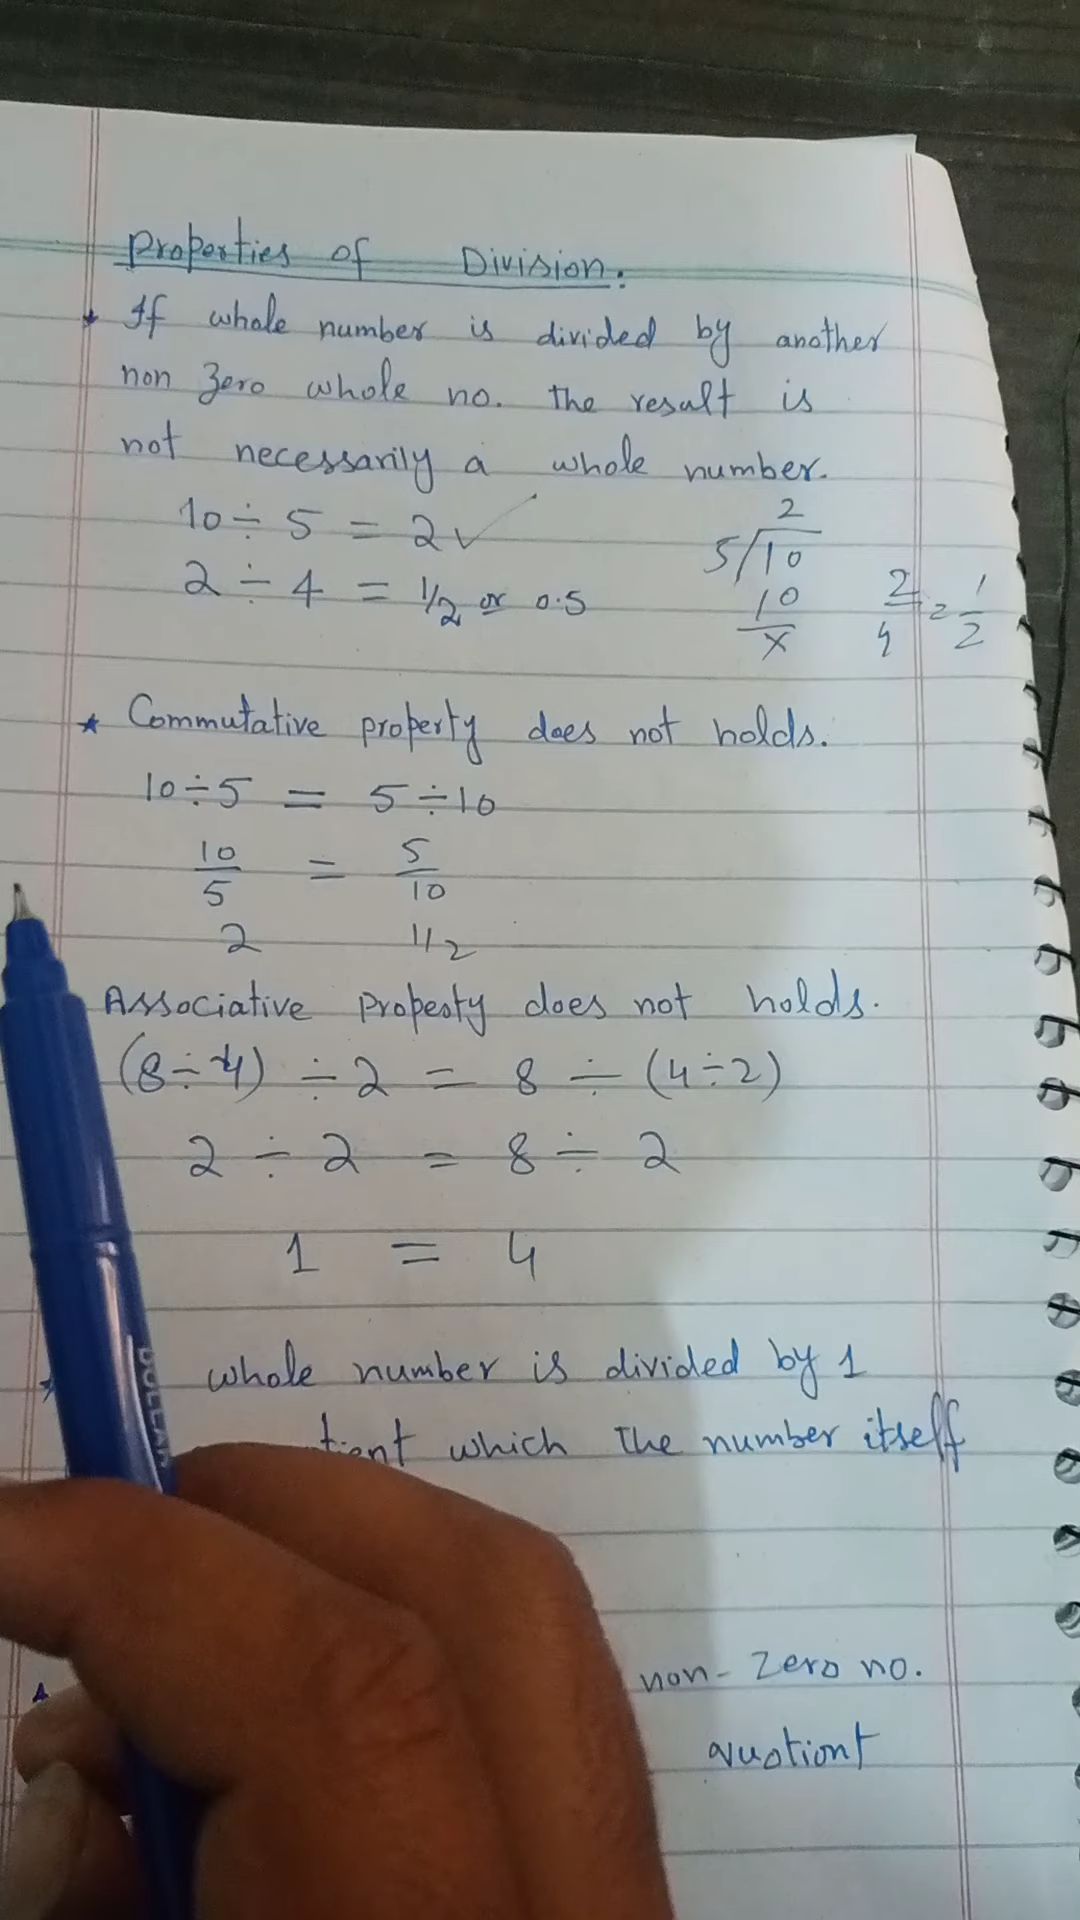 Properties of Division.
* If whole number is divided by another
non zero whole no. The result is
not necessarily a whole number.
10 ÷ 5 = 2 ✓
2 ÷ 4 = 1/2 or 0.5
2
5/10
10
x
2/4 = 1/2
* Commutative property does not holds.
10 ÷ 5 = 5 ÷ 10
10/5 = 5/10
2 1/2
Associative property does not holds.
(8 ÷ 4) ÷ 2 = 8 ÷ (4 ÷ 2)
2 ÷ 2 = 8 ÷ 2
1 = 4
whole number is divided by 1
which the number itself
non-zero no.
quotiont